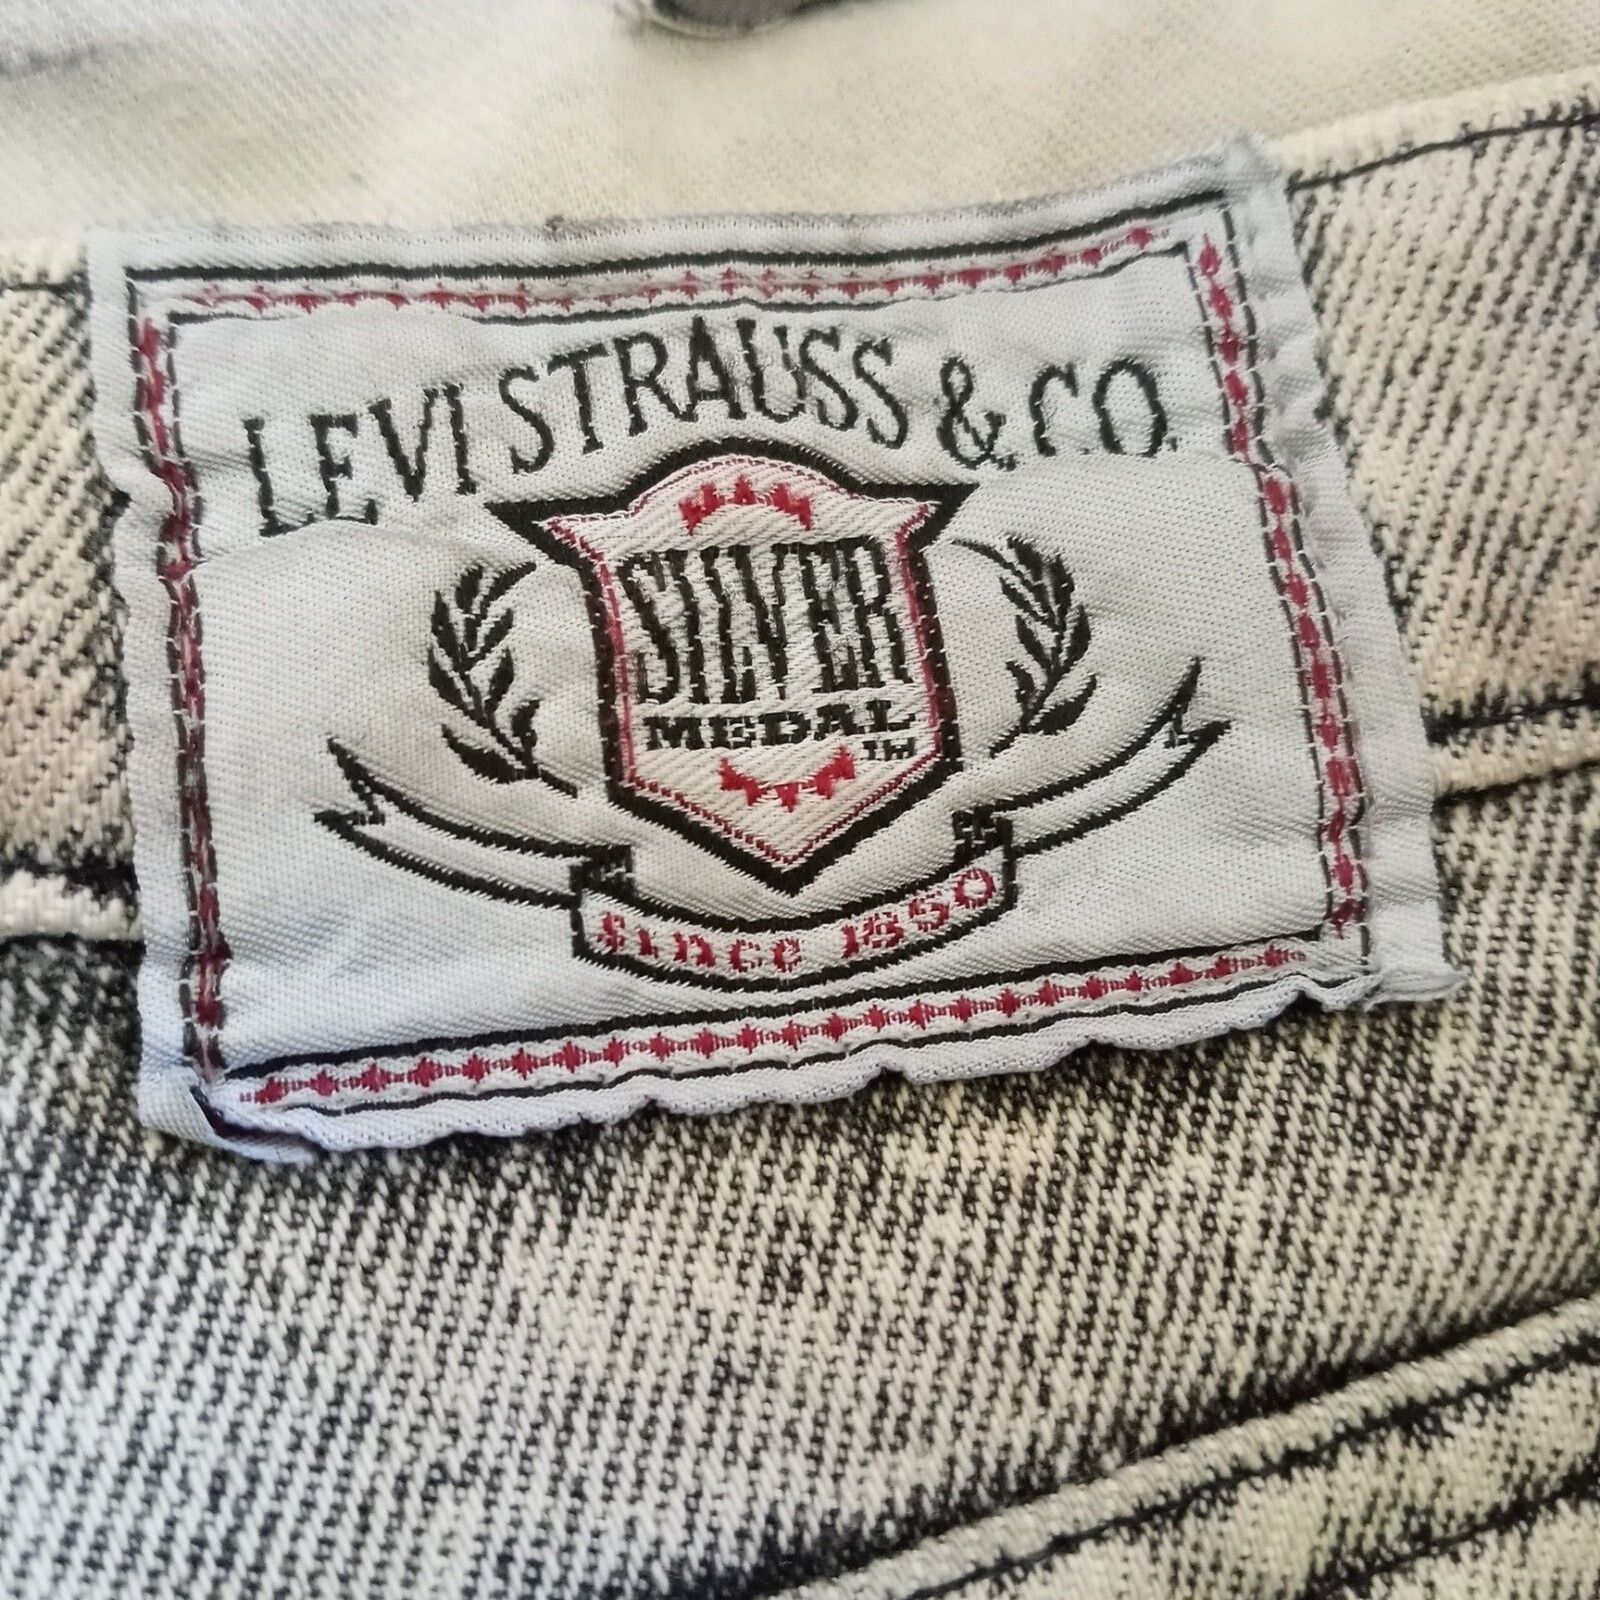 LEVI STRAUSS & CO.
SILVER
MEDAL
TM
Since 1850